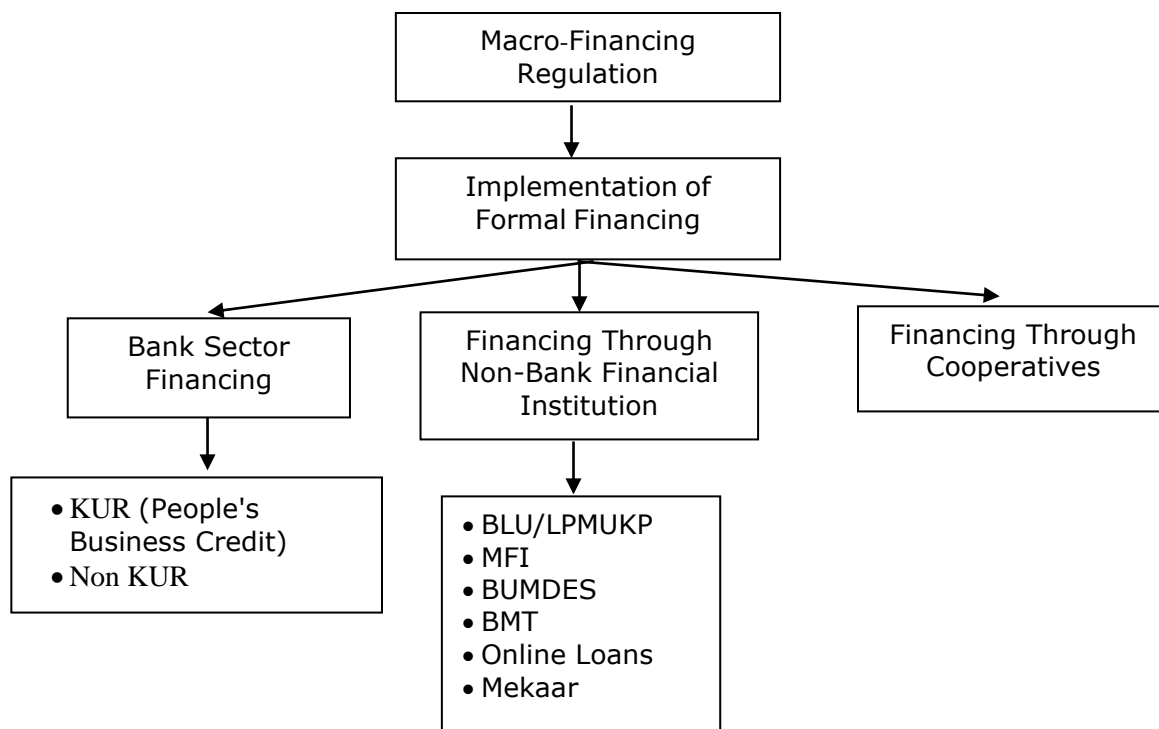 Macro-Financing
Regulation
Implementation of
Formal Financing
Bank Sector
Financing
Financing Through
Non-Bank Financial
Institution
Financing Through
Cooperatives
• KUR (People's
Business Credit)
• Non KUR
• BLU/LPMUKP
• MFI
• BUMDES
• BMT
• Online Loans
• Mekaar